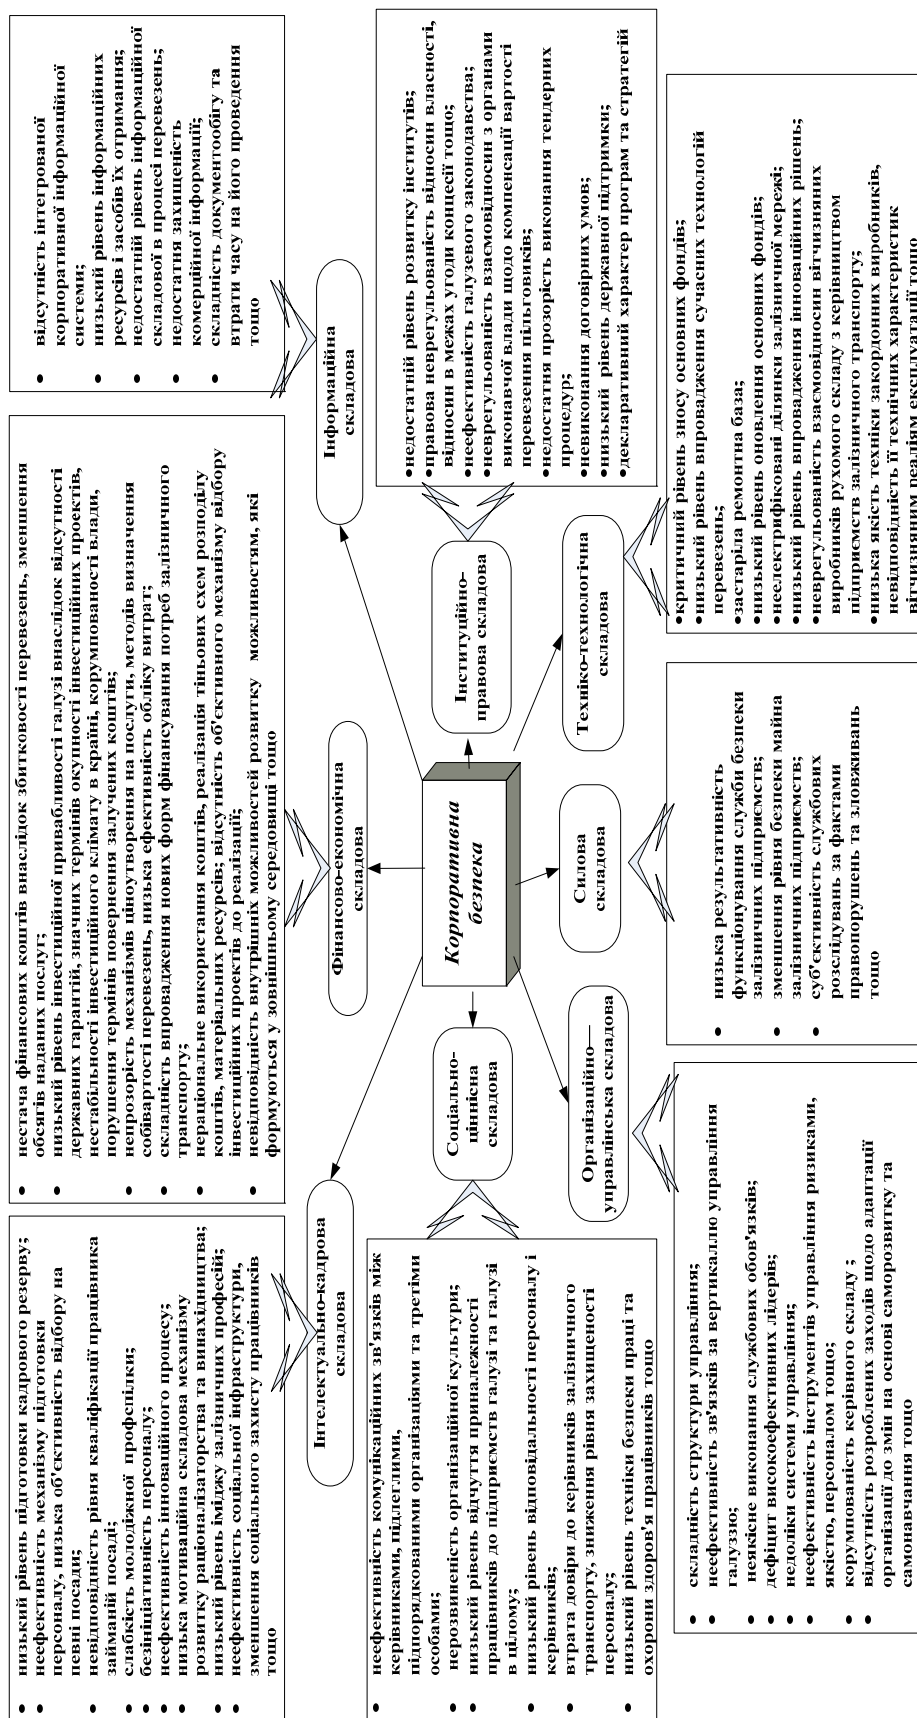 низький рівень підготовки кадрового резерву;
неефективність механізму підготовки
персоналу, низька об'єктивність відбору на
певні посади;
невідповідність рівня кваліфікації працівника
займаній посаді;
слабкість молодіжної профспілки;
безініціативність персоналу;
неефективність інноваційного процесу;
низька мотиваційна складова механізму
розвитку раціоналізаторства та винахідництва;
низький рівень іміджу залізничних професій;
неефективність соціальної інфраструктури,
зменшення соціального захисту працівників
тощо
нестача фінансових коштів внаслідок збитковості перевезень, зменшення
обсягів наданих послуг;
низький рівень інвестиційної привабливості галузі внаслідок відсутності
державних гарантій, значних термінів окупності інвестиційних проектів,
нестабільності інвестиційного клімату в країні, корумпованості влади,
порушення термінів повернення залучених коштів;
непрозорість механізмів ціноутворення на послуги, методів визначення
собівартості перевезень, низька ефективність обліку витрат;
складність впровадження нових форм фінансування потреб залізничного
транспорту;
нераціональне використання коштів, реалізація тіньових схем розподілу
коштів, матеріальних ресурсів; відсутність об'єктивного механізму відбору
інвестиційних проектів до реалізації;
невідповідність внутрішніх можливостей розвитку можливостям, які
формуються у зовнішньому середовищі тощо
відсутність інтегрованої
корпоративної інформаційної
системи;
низький рівень інформаційних
ресурсів і засобів їх отримання;
недостатній рівень інформаційної
складової в процесі перевезень;
недостатня захищеність
комерційної інформації;
складність документообігу та
втрати часу на його проведення
тощо
Інтелектуально-кадрова
складова
Фінансово-економічна
складова
Інформаційна
складова
неефективність комунікаційних зв'язків між
керівниками, підлеглими,
підпорядкованими організаціями та третіми
особами;
нерозвиненість організаційної культури;
низький рівень відчуття приналежності
працівників до підприємств галузі та галузі
в цілому;
низький рівень відповідальності персоналу і
керівників;
втрата довіри до керівників залізничного
транспорту, зниження рівня захищеності
персоналу;
низький рівень техніки безпеки праці та
охорони здоров'я працівників тощо
Соціально-
ціннісна
складова
Корпоративна
безпека
Інституційно-
правова складова
•недостатній рівень розвитку інститутів;
•правова неврегульованість відносин власності,
відносин в межах угоди концесії тощо;
•неефективність галузевого законодавства;
•неврегульованість взаємовідносин з органами
виконавчої влади щодо компенсації вартості
перевезення пільговиків;
•недостатня прозорість виконання тендерних
процедур;
•невиконання договірних умов;
•низький рівень державної підтримки;
•декларативний характер програм та стратегій
Організаційно—
управлінська складова
Силова
складова
Техніко-технологічна
складова
складність структури управління;
неефективність зв'язків за вертикаллю управління
галуззю;
неякісне виконання службових обов'язків;
дефіцит високоефективних лідерів;
недоліки системи управління;
неефективність інструментів управління ризиками,
якістю, персоналом тощо;
корумпованість керівного складу ;
відсутність розроблених заходів щодо адаптації
організації до змін на основі саморозвитку та
самонавчання тощо
низька результативність
функціонування служби безпеки
залізничних підприємств;
зменшення рівня безпеки майна
залізничних підприємств;
суб'єктивність службових
розслідувань за фактами
правопорушень та зловживань
тощо
•критичний рівень зносу основних фондів;
•низький рівень впровадження сучасних технологій
перевезень;
•застаріла ремонтна база;
•низький рівень оновлення основних фондів;
•неелектрифіковані ділянки залізничної мережі;
•низький рівень впровадження інноваційних рішень;
•неврегульованість взаємовідносин вітчизняних
виробників рухомого складу з керівництвом
підприємств залізничного транспорту;
•низька якість техніки закордонних виробників,
невідповідність її технічних характеристик
вітчизняним реаліям експлуатації тощо